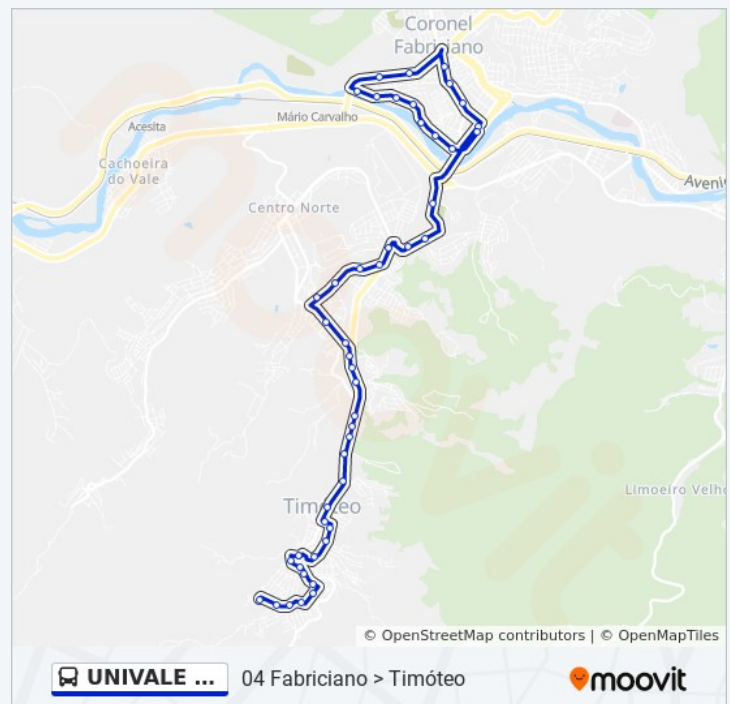 Coronel
Fabriciano
Mário Carvalho
Acesita
Cachoeira
do Vale
Aveni
Centro Norte
Limoeiro Velho
Timóteo
© OpenStreetMap contributors | © OpenMapTiles
UNIVALE ...
04 Fabriciano > Timóteo
moovit